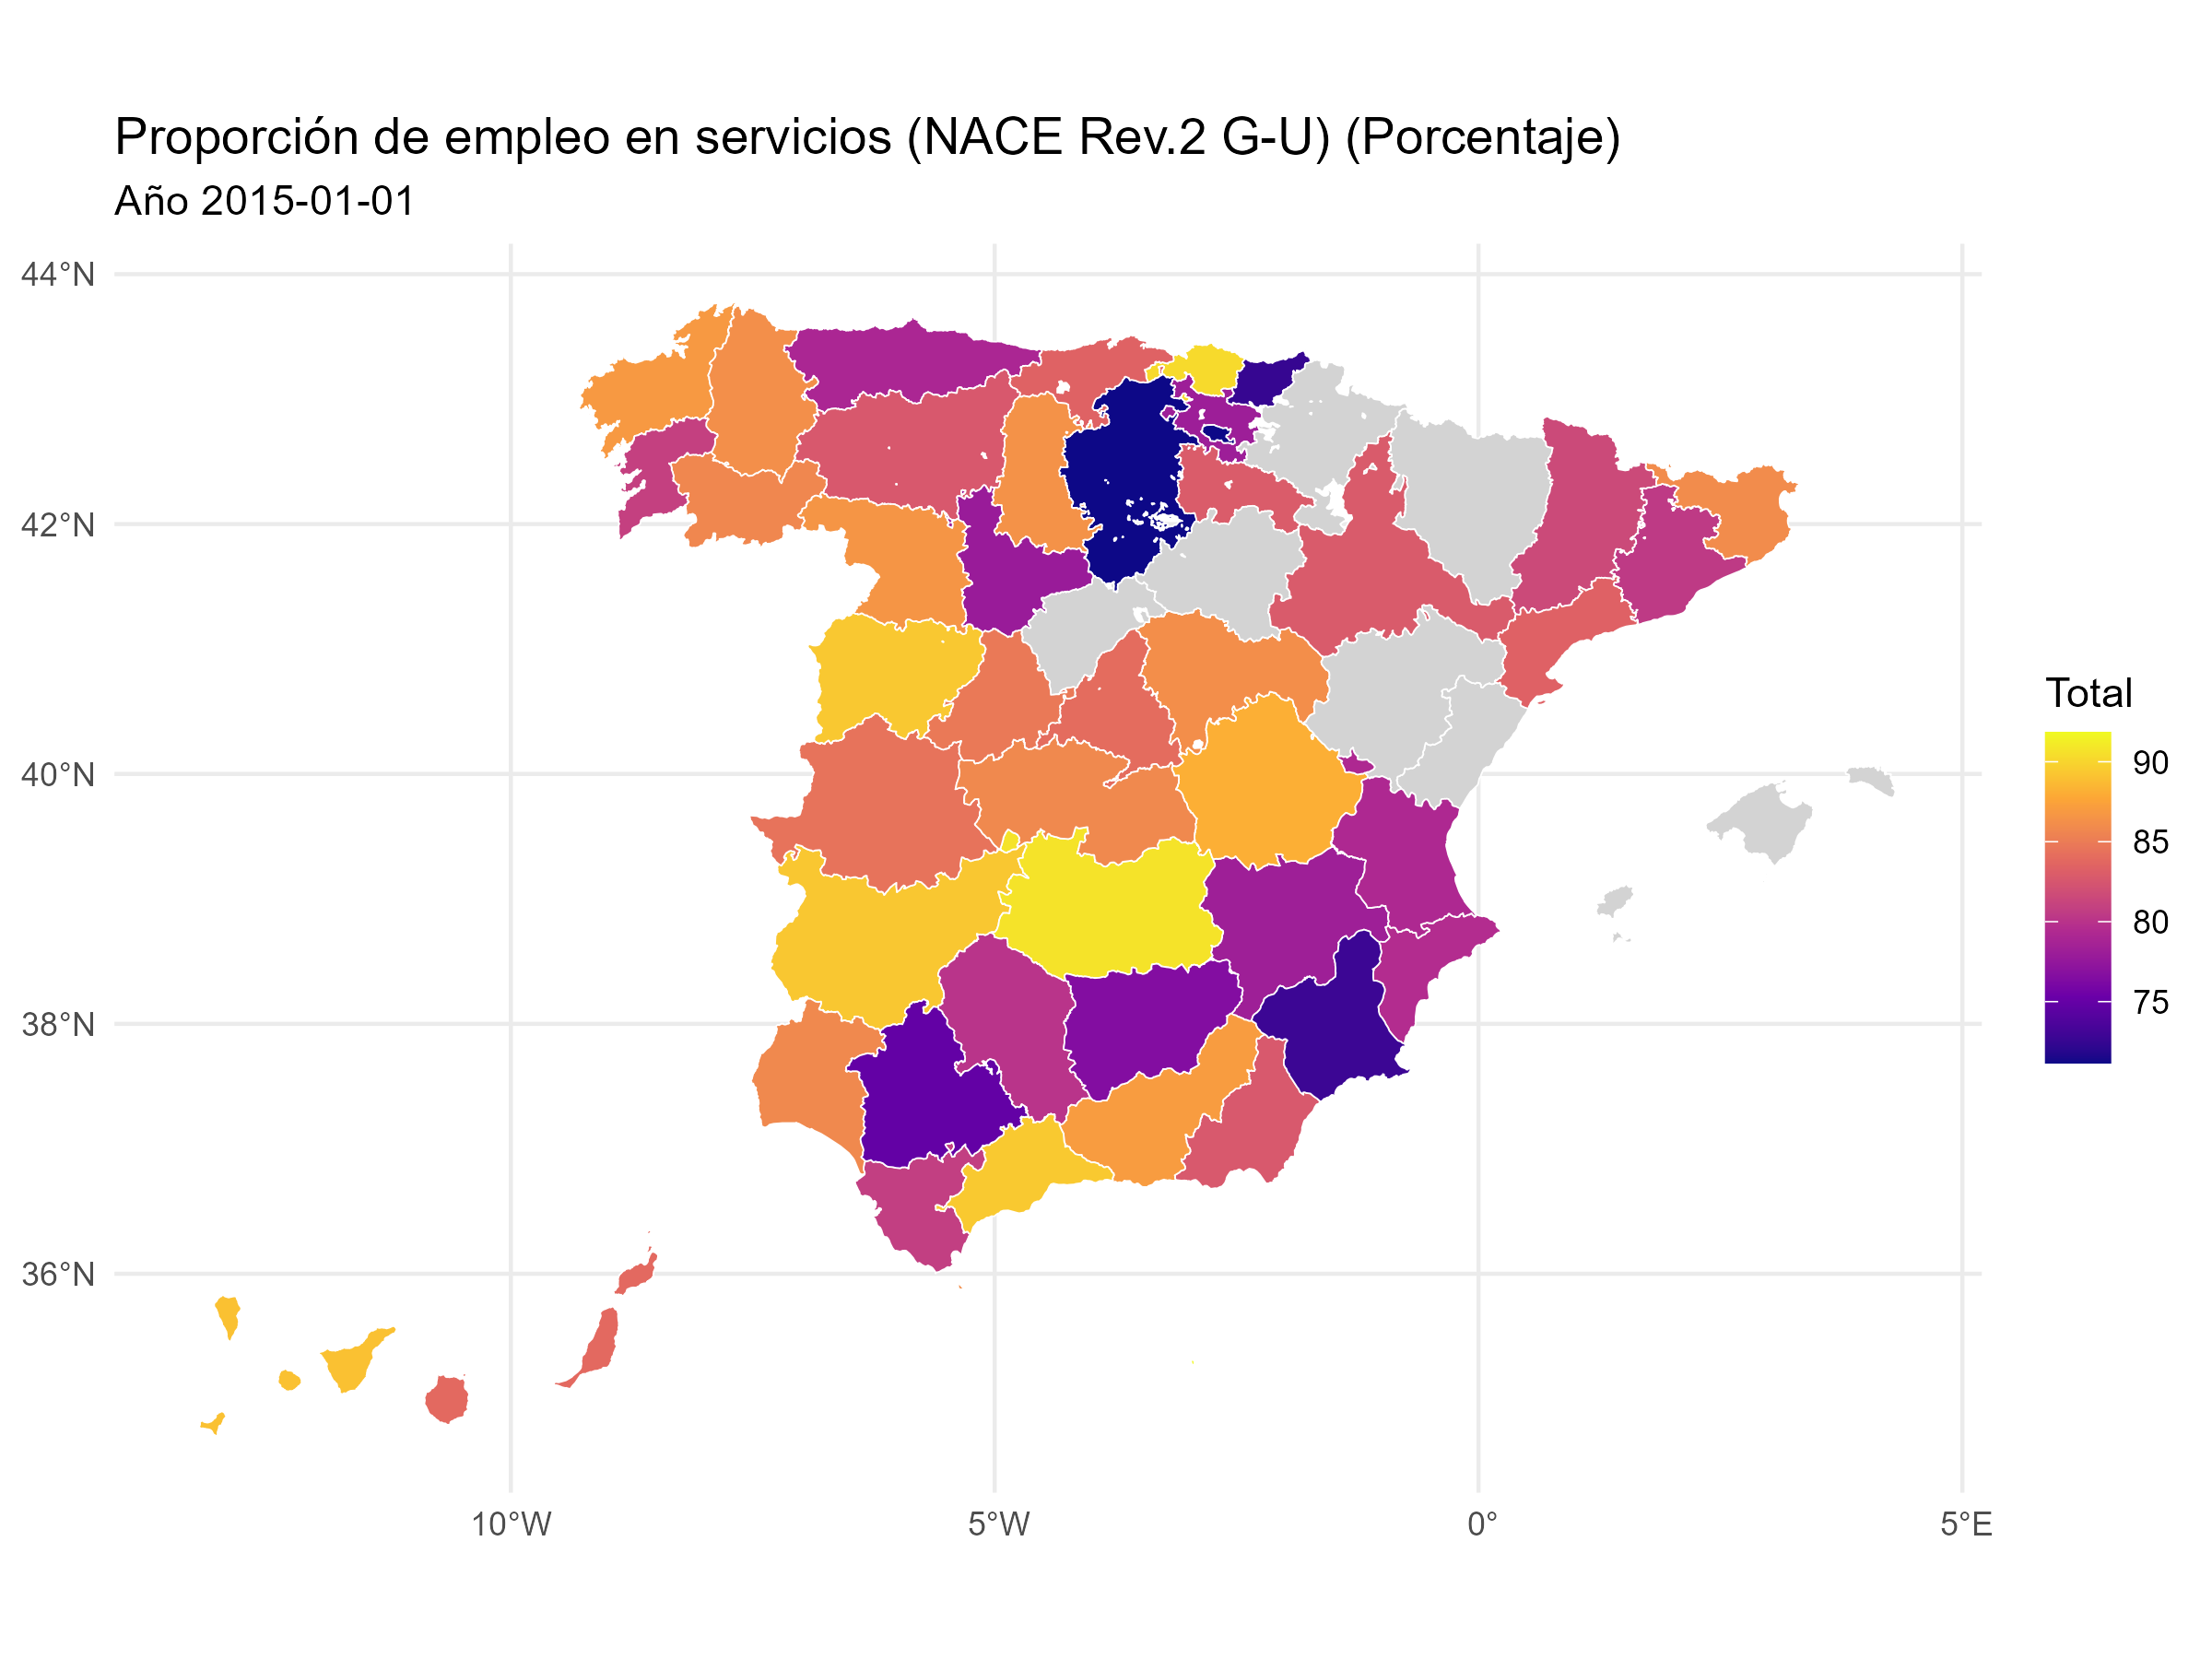 Proporción de empleo en servicios (NACE Rev.2 G-U) (Porcentaje)
Año 2015-01-01
44°N
42°N
40°N
38°N
36°N
10°W
5°W
0°
5°E
Total
90
85
80
75